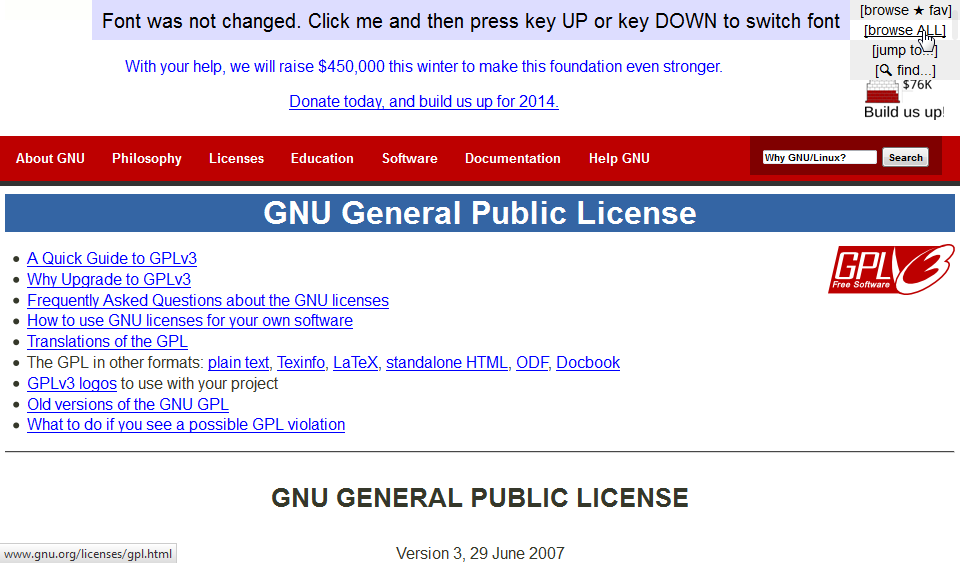 Font was not changed. Click me and then press key UP or key DOWN to switch font
[browse ★ fav]
[browse ALL]
[jump to...]
[🔍 find...]
With your help, we will raise $450,000 this winter to make this foundation even stronger.
Donate today, and build us up for 2014.
$76K
Build us up!
About GNU Philosophy Licenses Education Software Documentation Help GNU Why GNU/Linux? Search
GNU General Public License
A Quick Guide to GPLv3
Why Upgrade to GPLv3
Frequently Asked Questions about the GNU licenses
How to use GNU licenses for your own software
Translations of the GPL
The GPL in other formats: plain text, Texinfo, LaTeX, standalone HTML, ODF, Docbook
GPLv3 logos to use with your project
Old versions of the GNU GPL
What to do if you see a possible GPL violation
GPL 3
Free Software
GNU GENERAL PUBLIC LICENSE
Version 3, 29 June 2007
www.gnu.org/licenses/gpl.html